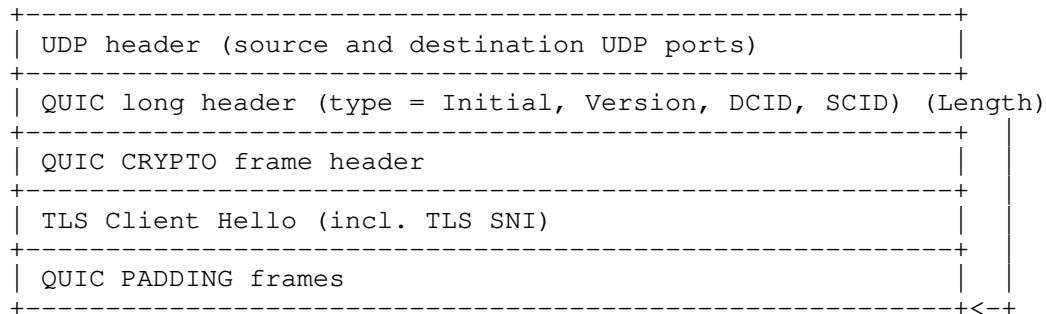 UDP header (source and destination UDP ports)
QUIC long header (type = Initial, Version, DCID, SCID) (Length)
QUIC CRYPTO frame header
TLS Client Hello (incl. TLS SNI)
QUIC PADDING frames